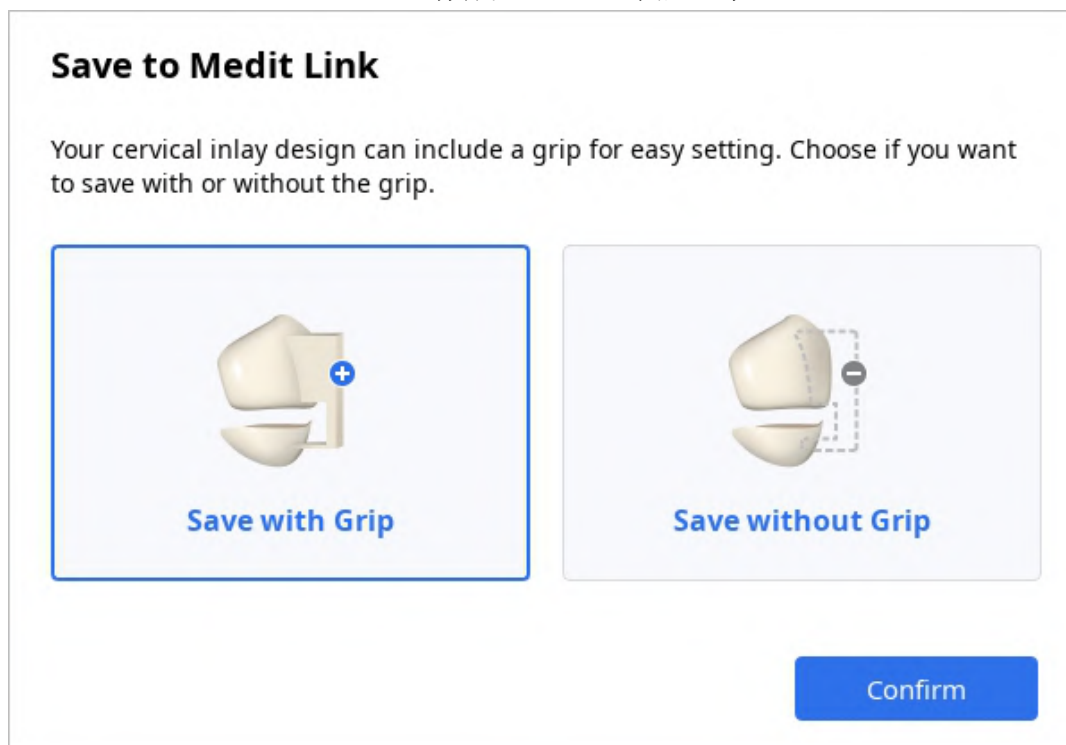 Save to Medit Link
Your cervical inlay design can include a grip for easy setting. Choose if you want
to save with or without the grip.
Save with Grip
Save without Grip
Confirm